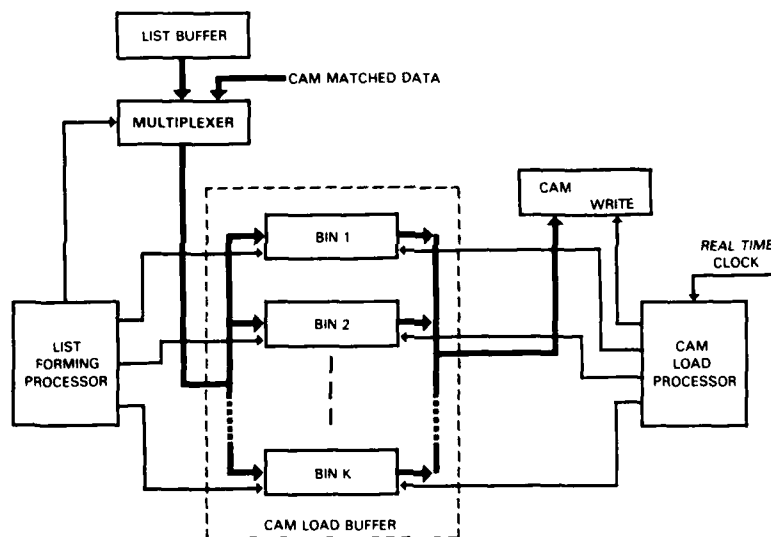 LIST BUFFER
CAM MATCHED DATA
MULTIPLEXER
CAM
WRITE
BIN 1
REAL TIME
CLOCK
BIN 2
LIST
FORMING
PROCESSOR
CAM
LOAD
PROCESSOR
BIN K
CAM LOAD BUFFER